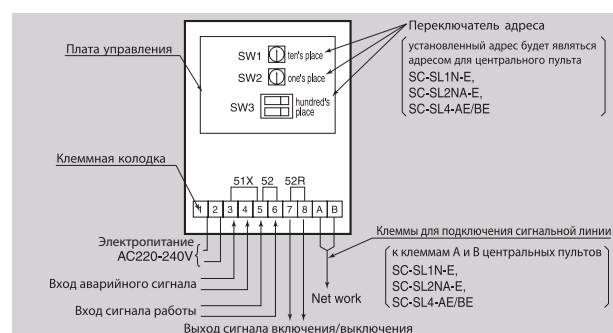 Переключатель адреса
Плата управления
установленный адрес будет являться
адресом для центрального пульта
SC-SL1N-E,
SC-SL2NA-E,
SC-SL4-AE/BE
SW1 ten's place
SW2 one's place
SW3 hundred's
place
Клеммная колодка
51X 52 52R
1 2 3 4 5 6 7 8 A B
Электропитание
AC220-240V
Клеммы для подключения сигнальной линии
к клеммам А и В центральных пультов
SC-SL1N-E,
SC-SL2NA-E,
SC-SL4-AE/BE
Вход аварийного сигнала
Net work
Вход сигнала работы
Выход сигнала включения/выключения